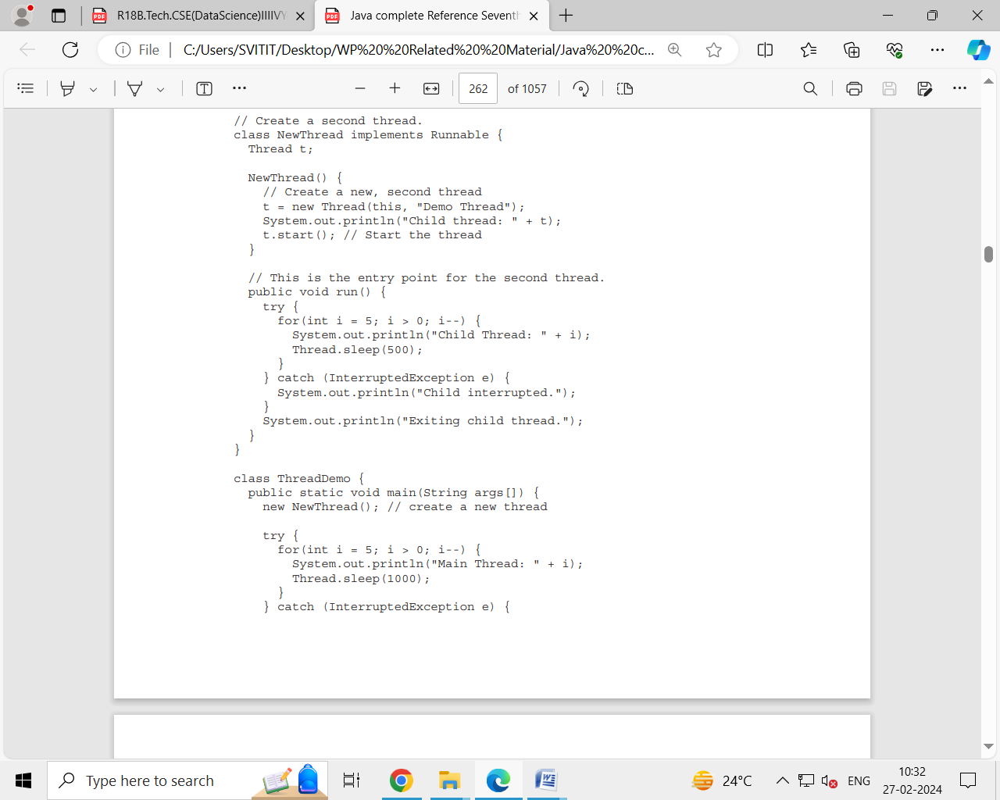 R18B.Tech.CSE(DataScience)IIIIVY
Java complete Reference Seventh
File
C:/Users/SVITIT/Desktop/WP%20%20Related%20%20Material/Java%20%20c...
262 of 1057
// Create a second thread.
class NewThread implements Runnable {
Thread t;
NewThread() {
// Create a new, second thread
t = new Thread(this, "Demo Thread");
System.out.println("Child thread: " + t);
t.start(); // Start the thread
}
// This is the entry point for the second thread.
public void run() {
try {
for(int i = 5; i > 0; i--) {
System.out.println("Child Thread: " + i);
Thread.sleep(500);
}
} catch (InterruptedException e) {
System.out.println("Child interrupted.");
}
System.out.println("Exiting child thread.");
}
}
class ThreadDemo {
public static void main(String args[]) {
new NewThread(); // create a new thread
try {
for(int i = 5; i > 0; i--) {
System.out.println("Main Thread: " + i);
Thread.sleep(1000);
}
} catch (InterruptedException e) {
Type here to search
24°C
ENG
10:32
27-02-2024